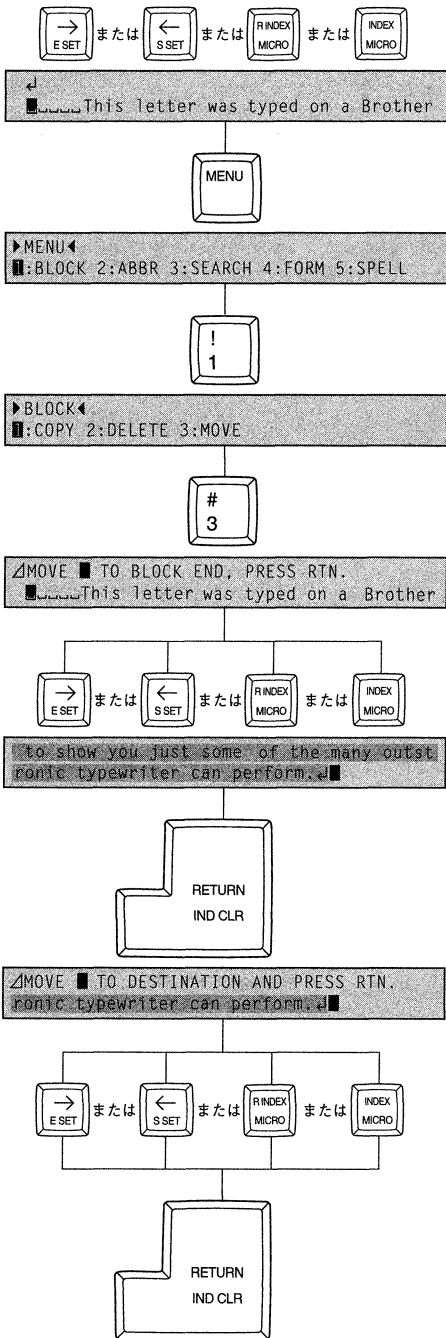 → E SET または ← S SET または R INDEX MICRO または INDEX MICRO
↲
␣␣␣␣This letter was typed on a Brother
MENU
▶MENU◀
1:BLOCK 2:ABBR 3:SEARCH 4:FORM 5:SPELL
!
1
▶BLOCK◀
1:COPY 2:DELETE 3:MOVE
#
3
⊿MOVE ■ TO BLOCK END, PRESS RTN.
␣␣␣␣This letter was typed on a Brother
→ E SET または ← S SET または R INDEX MICRO または INDEX MICRO
to show you just some of the many outst
ronic typewriter can perform.↲■
RETURN
IND CLR
⊿MOVE ■ TO DESTINATION AND PRESS RTN.
ronic typewriter can perform.↲■
→ E SET または ← S SET または R INDEX MICRO または INDEX MICRO
RETURN
IND CLR